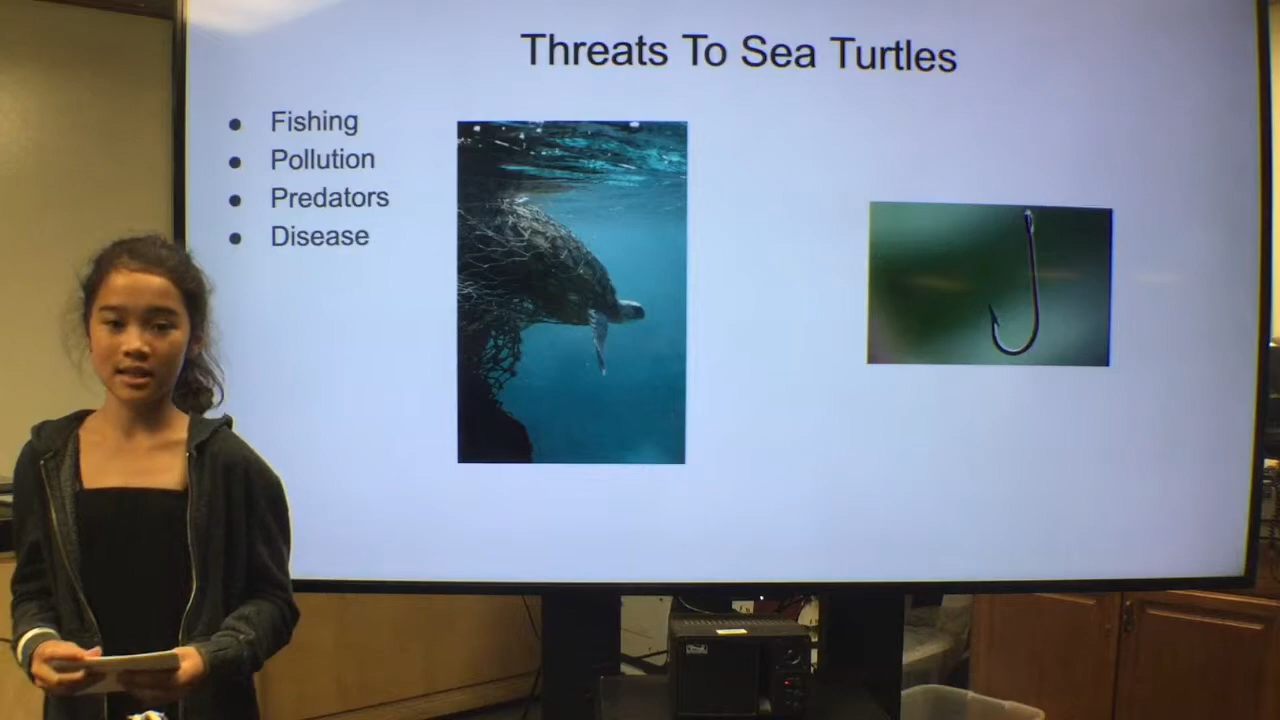 Threats To Sea Turtles
● Fishing
● Pollution
● Predators
● Disease